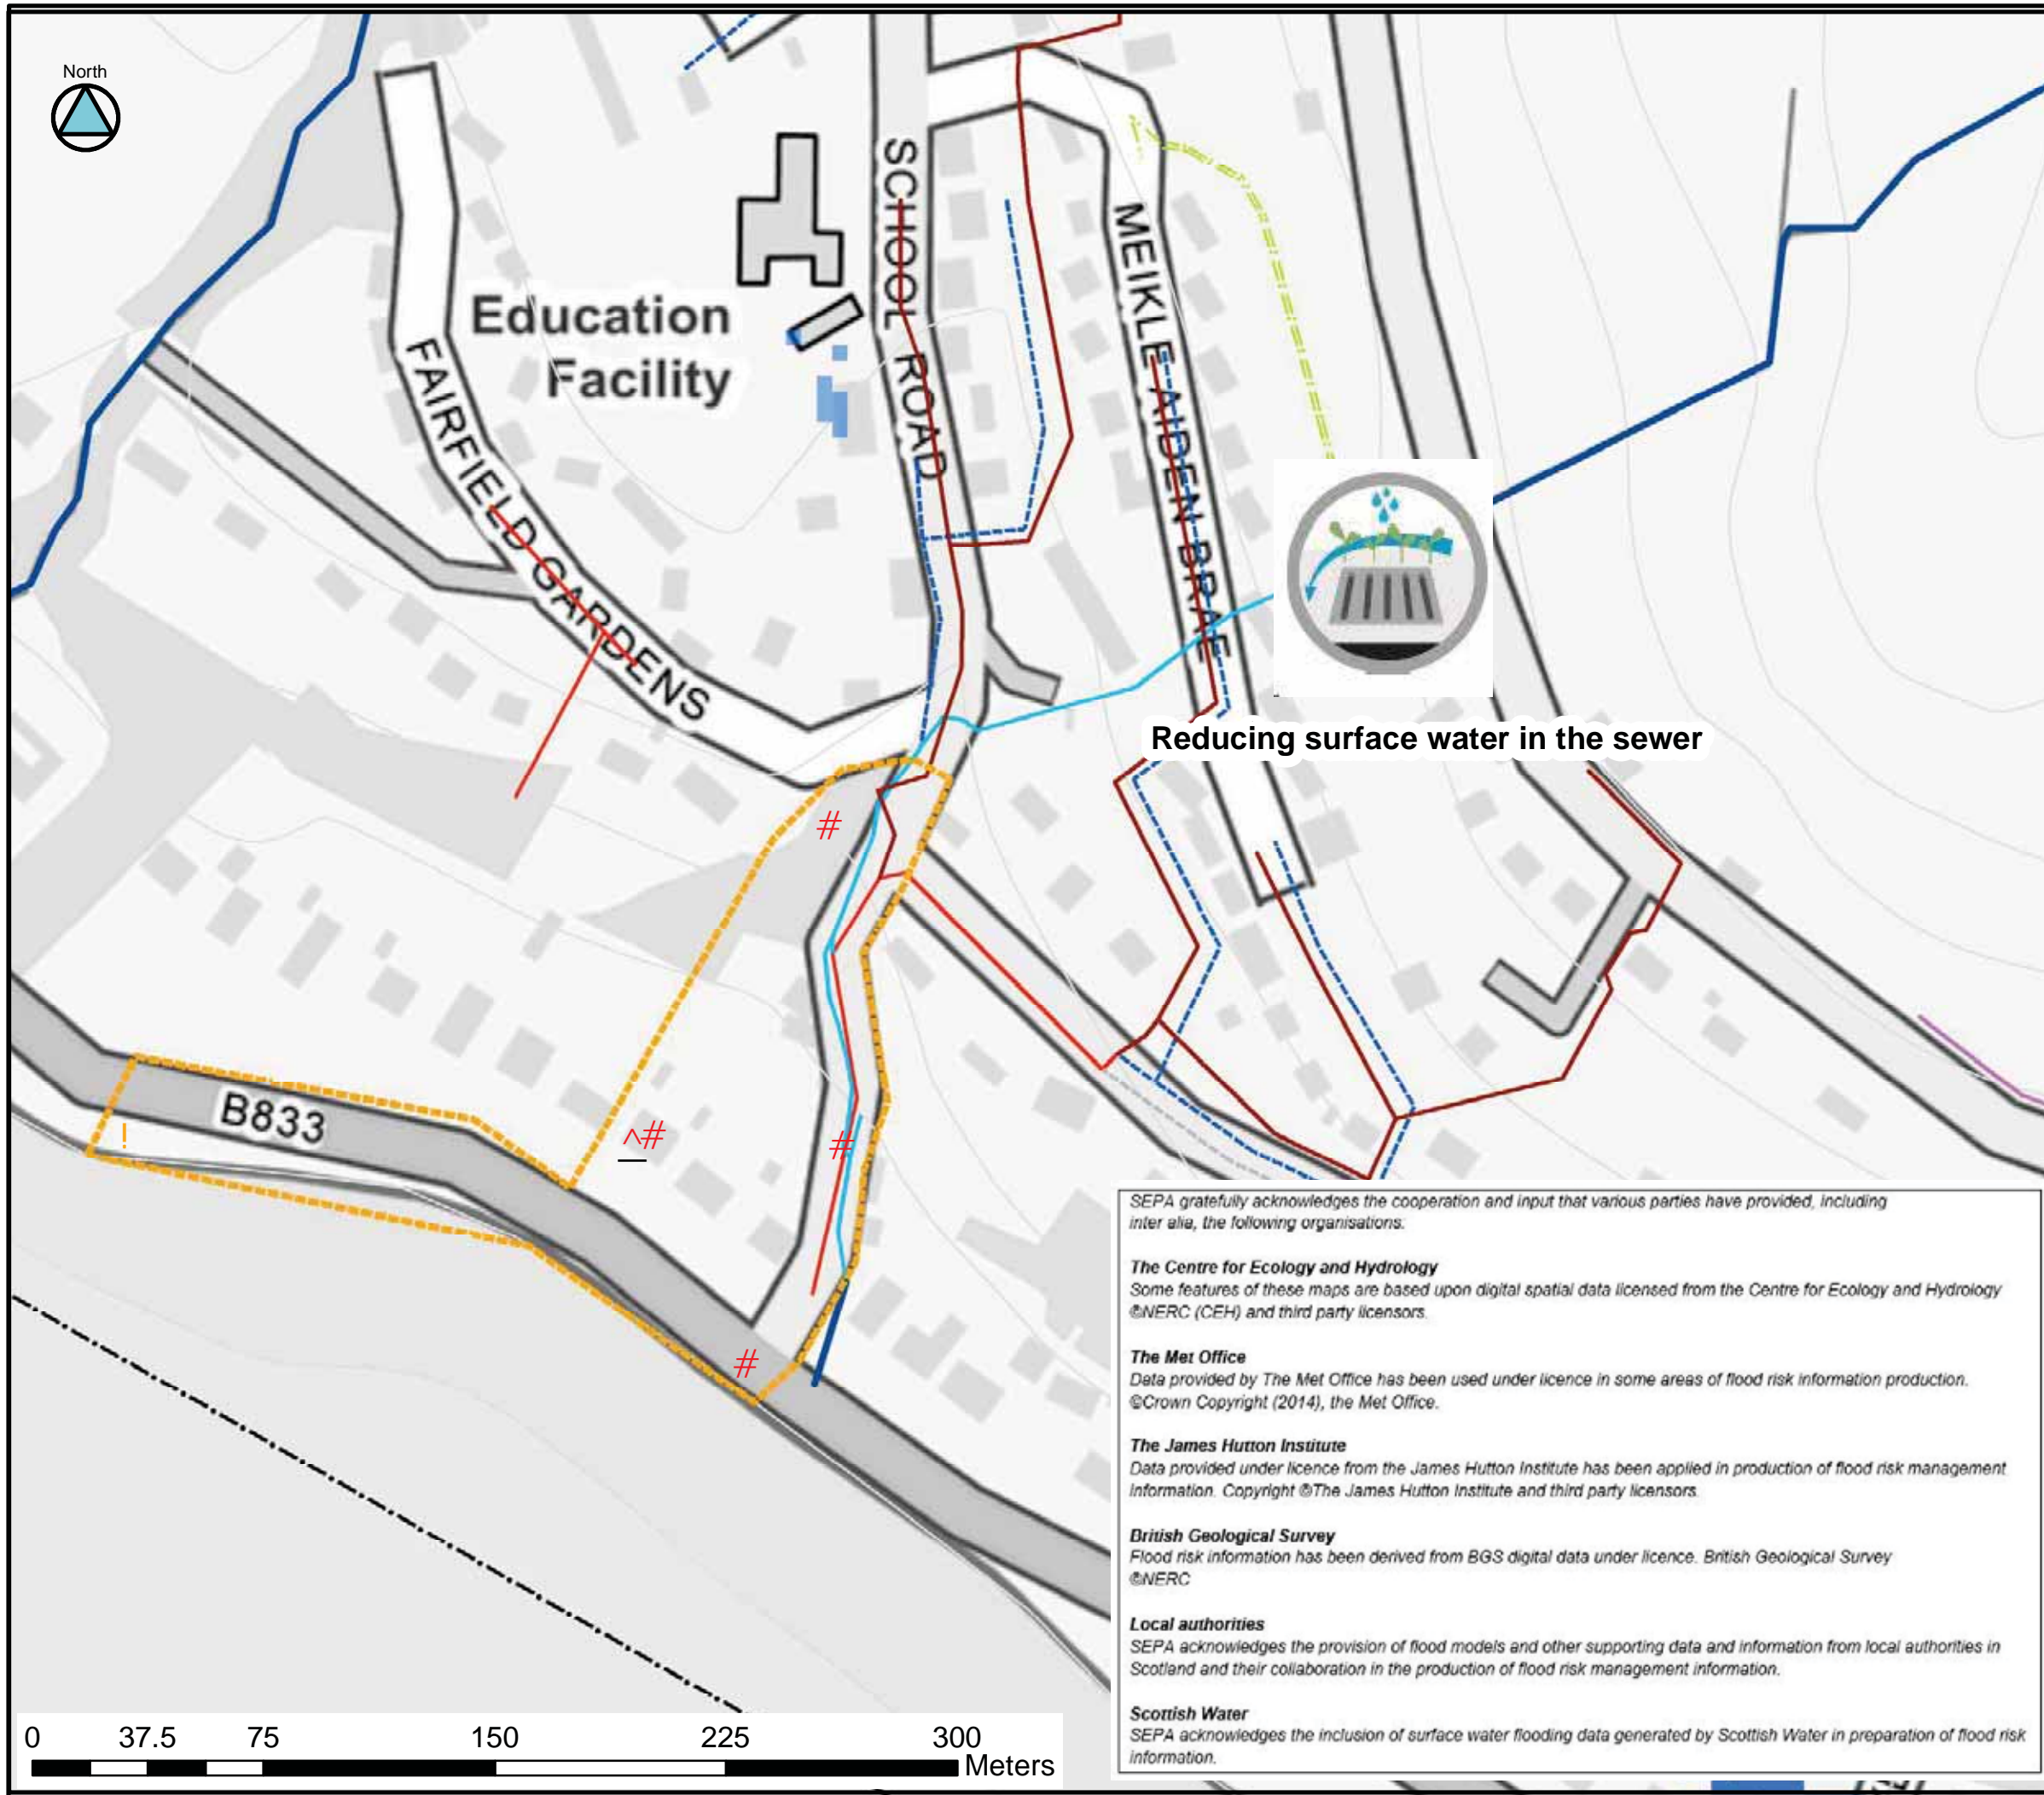 North
SCHOOL ROAD
MEIKLE AIDEN BRAE
Education
Facility
FAIRFIELD GARDENS
Reducing surface water in the sewer
#
B833
!
^#
#
#
SEPA gratefully acknowledges the cooperation and input that various parties have provided, including
inter alia, the following organisations:
The Centre for Ecology and Hydrology
Some features of these maps are based upon digital spatial data licensed from the Centre for Ecology and Hydrology
©NERC (CEH) and third party licensors.
The Met Office
Data provided by The Met Office has been used under licence in some areas of flood risk information production.
©Crown Copyright (2014), the Met Office.
The James Hutton Institute
Data provided under licence from the James Hutton Institute has been applied in production of flood risk management
information. Copyright ©The James Hutton Institute and third party licensors.
British Geological Survey
Flood risk information has been derived from BGS digital data under licence. British Geological Survey
©NERC
Local authorities
SEPA acknowledges the provision of flood models and other supporting data and information from local authorities in
Scotland and their collaboration in the production of flood risk management information.
Scottish Water
SEPA acknowledges the inclusion of surface water flooding data generated by Scottish Water in preparation of flood risk
information.
0 37.5 75 150 225 300
Meters